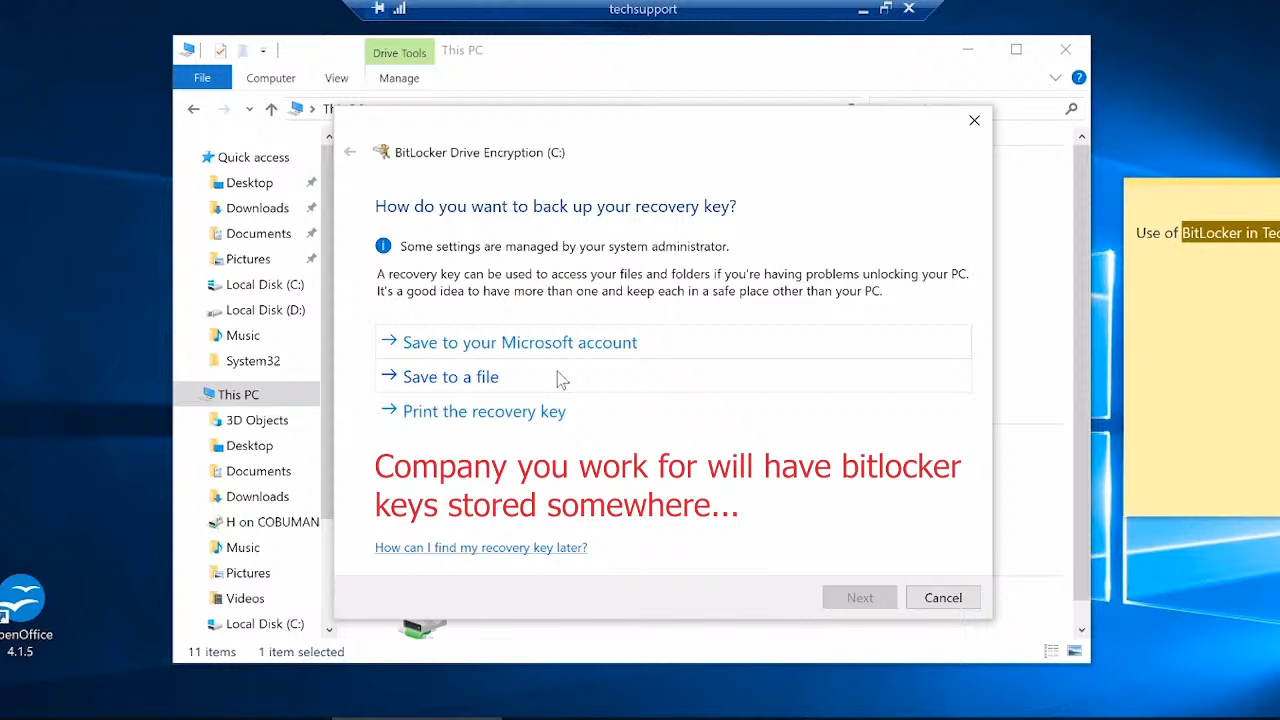 techsupport
Drive Tools
This PC
File
Computer
View
Manage
BitLocker Drive Encryption (C:)
How do you want to back up your recovery key?
Some settings are managed by your system administrator.
A recovery key can be used to access your files and folders if you're having problems unlocking your PC.
It's a good idea to have more than one and keep each in a safe place other than your PC.
Save to your Microsoft account
Save to a file
Print the recovery key
Company you work for will have bitlocker
keys stored somewhere...
How can I find my recovery key later?
Next
Cancel
Quick access
Desktop
Downloads
Documents
Pictures
Local Disk (C:)
Local Disk (D:)
Music
System32
This PC
3D Objects
Desktop
Documents
Downloads
H on COBUMAN
Music
Pictures
Videos
Local Disk (C:)
11 items
1 item selected
Use of BitLocker in Tec
penOffice
4.1.5